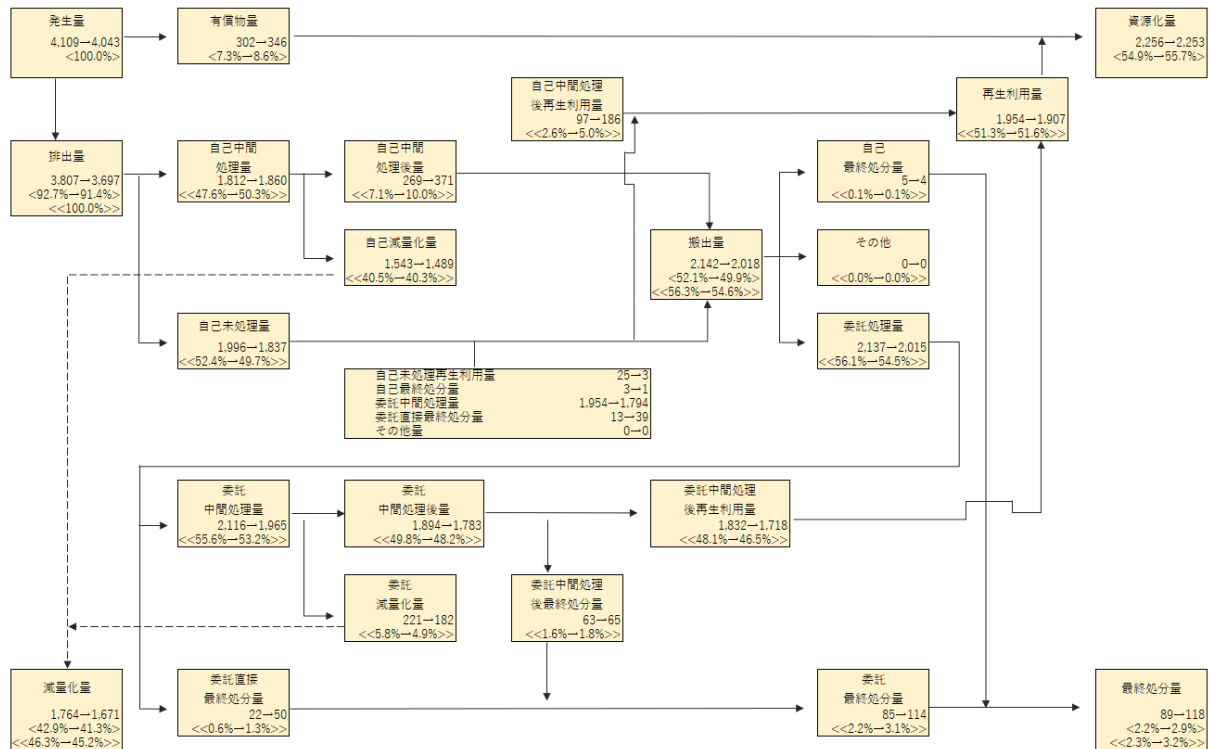 発生量
4,109→4,043
<100.0%>
有償物量
302→346
<7.3%→8.6%>
資源化量
2,256→2,253
<54.9%→55.7%>
自己中間処理
後再生利用量
97→186
<<2.6%→5.0%>>
再生利用量
1,954→1,907
<<51.3%→51.6%>>
排出量
3,807→3,697
<92.7%→91.4%>
<<100.0%>>
自己中間
処理量
1,812→1,860
<<47.6%→50.3%>>
自己中間
処理後量
269→371
<<7.1%→10.0%>>
自己
最終処分量
5→4
<<0.1%→0.1%>>
自己減量化量
1,543→1,489
<<40.5%→40.3%>>
搬出量
2,142→2,018
<52.1%→49.9%>
<<56.3%→54.6%>>
その他
0→0
<<0.0%→0.0%>>
自己未処理量
1,996→1,837
<<52.4%→49.7%>>
委託処理量
2,137→2,015
<<56.1%→54.5%>>
自己未処理再生利用量 25→3
自己最終処分量 3→1
委託中間処理量 1,954→1,794
委託直接最終処分量 13→39
その他量 0→0
委託
中間処理量
2,116→1,965
<<55.6%→53.2%>>
委託
中間処理後量
1,894→1,783
<<49.8%→48.2%>>
委託中間処理
後再生利用量
1,832→1,718
<<48.1%→46.5%>>
委託
減量化量
221→182
<<5.8%→4.9%>>
委託中間処理
後最終処分量
63→65
<<1.6%→1.8%>>
減量化量
1,764→1,671
<42.9%→41.3%>
<<46.3%→45.2%>>
委託直接
最終処分量
22→50
<<0.6%→1.3%>>
委託
最終処分量
85→114
<<2.2%→3.1%>>
最終処分量
89→118
<2.2%→2.9%>
<<2.3%→3.2%>>